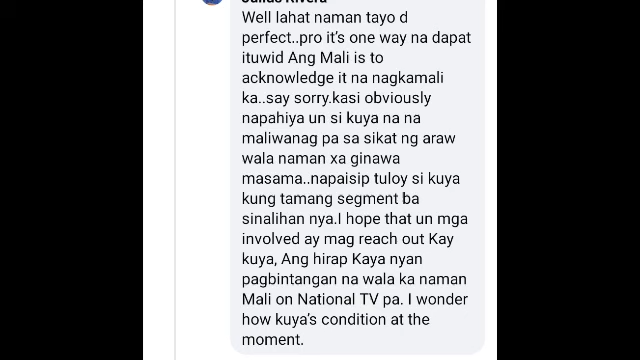 Julius Rivera
Well lahat naman tayo d
perfect..pro it's one way na dapat
ituwid Ang Mali is to
acknowledge it na nagkamali
ka..say sorry.kasi obviously
napahiya un si kuya na na
maliwanag pa sa sikat ng araw
wala naman xa ginawa
masama..napaisip tuloy si kuya
kung tamang segment ba
sinalihan nya.I hope that un mga
involved ay mag reach out Kay
kuya, Ang hirap Kaya nyan
pagbintangan na wala ka naman
Mali on National TV pa. I wonder
how kuya's condition at the
moment.